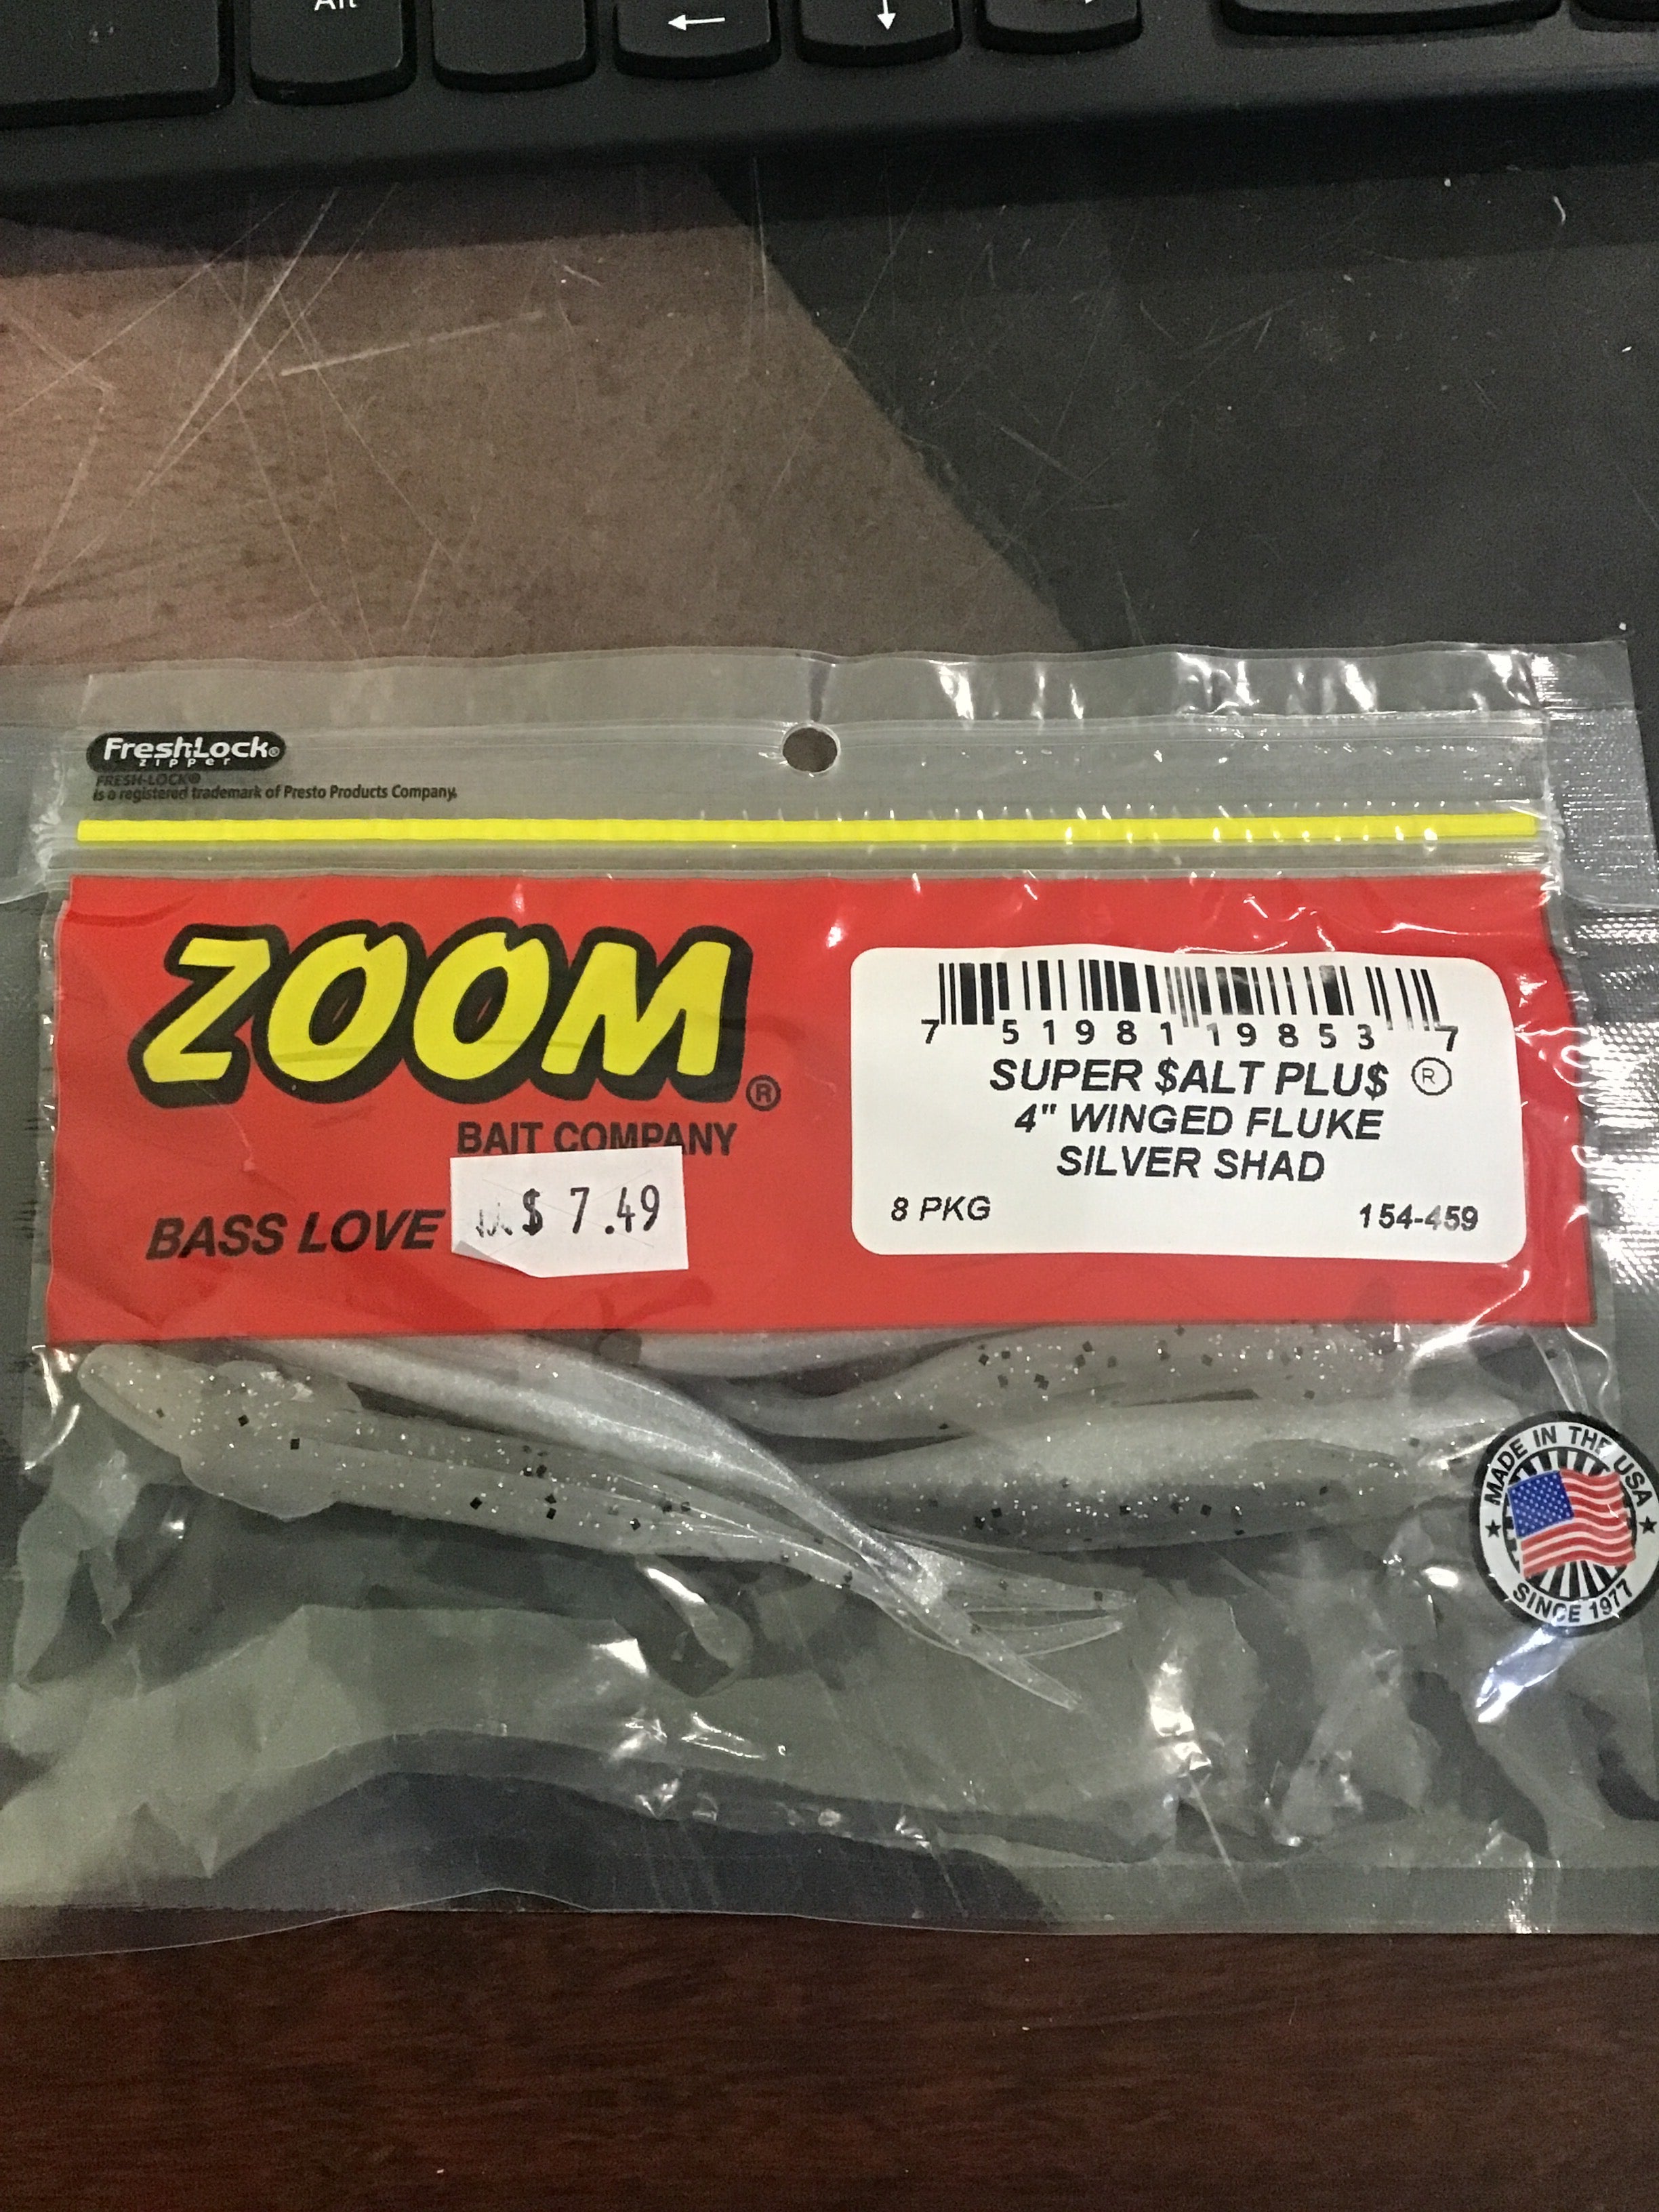 Alt
←
↓
FreshLock®
zipper
FRESH-LOCK®
is a registered trademark of Presto Products Company.
ZOOM®
BAIT COMPANY
BASS LOVE
$ 7.49
7 51981 19853 7
SUPER $ALT PLU$ ®
4" WINGED FLUKE
SILVER SHAD
8 PKG 154-459
★ MADE IN THE USA ★
SINCE 1977